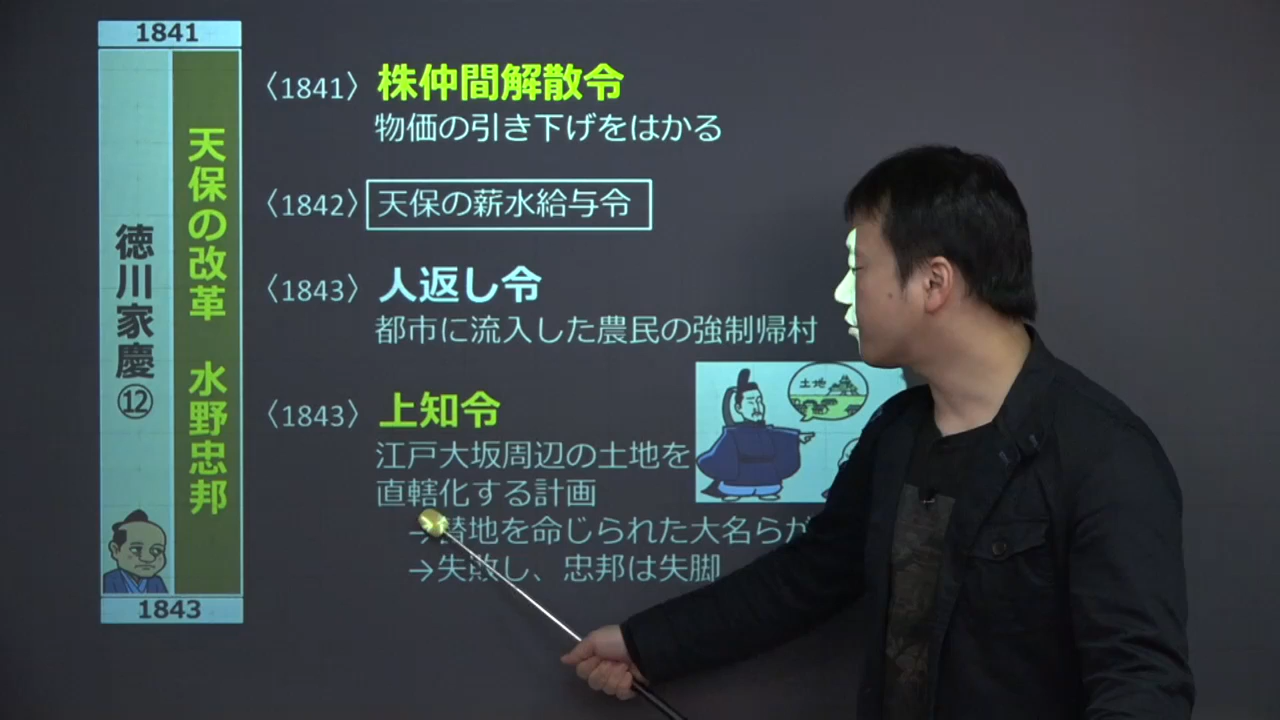 1841
天保の改革 水野忠邦
徳川家慶⑫
1843
〈1841〉 株仲間解散令
物価の引き下げをはかる
〈1842〉 天保の薪水給与令
〈1843〉 人返し令
都市に流入した農民の強制帰村
〈1843〉 上知令
江戸大坂周辺の土地を
直轄化する計画
→替地を命じられた大名らが
→失敗し、忠邦は失脚
土地